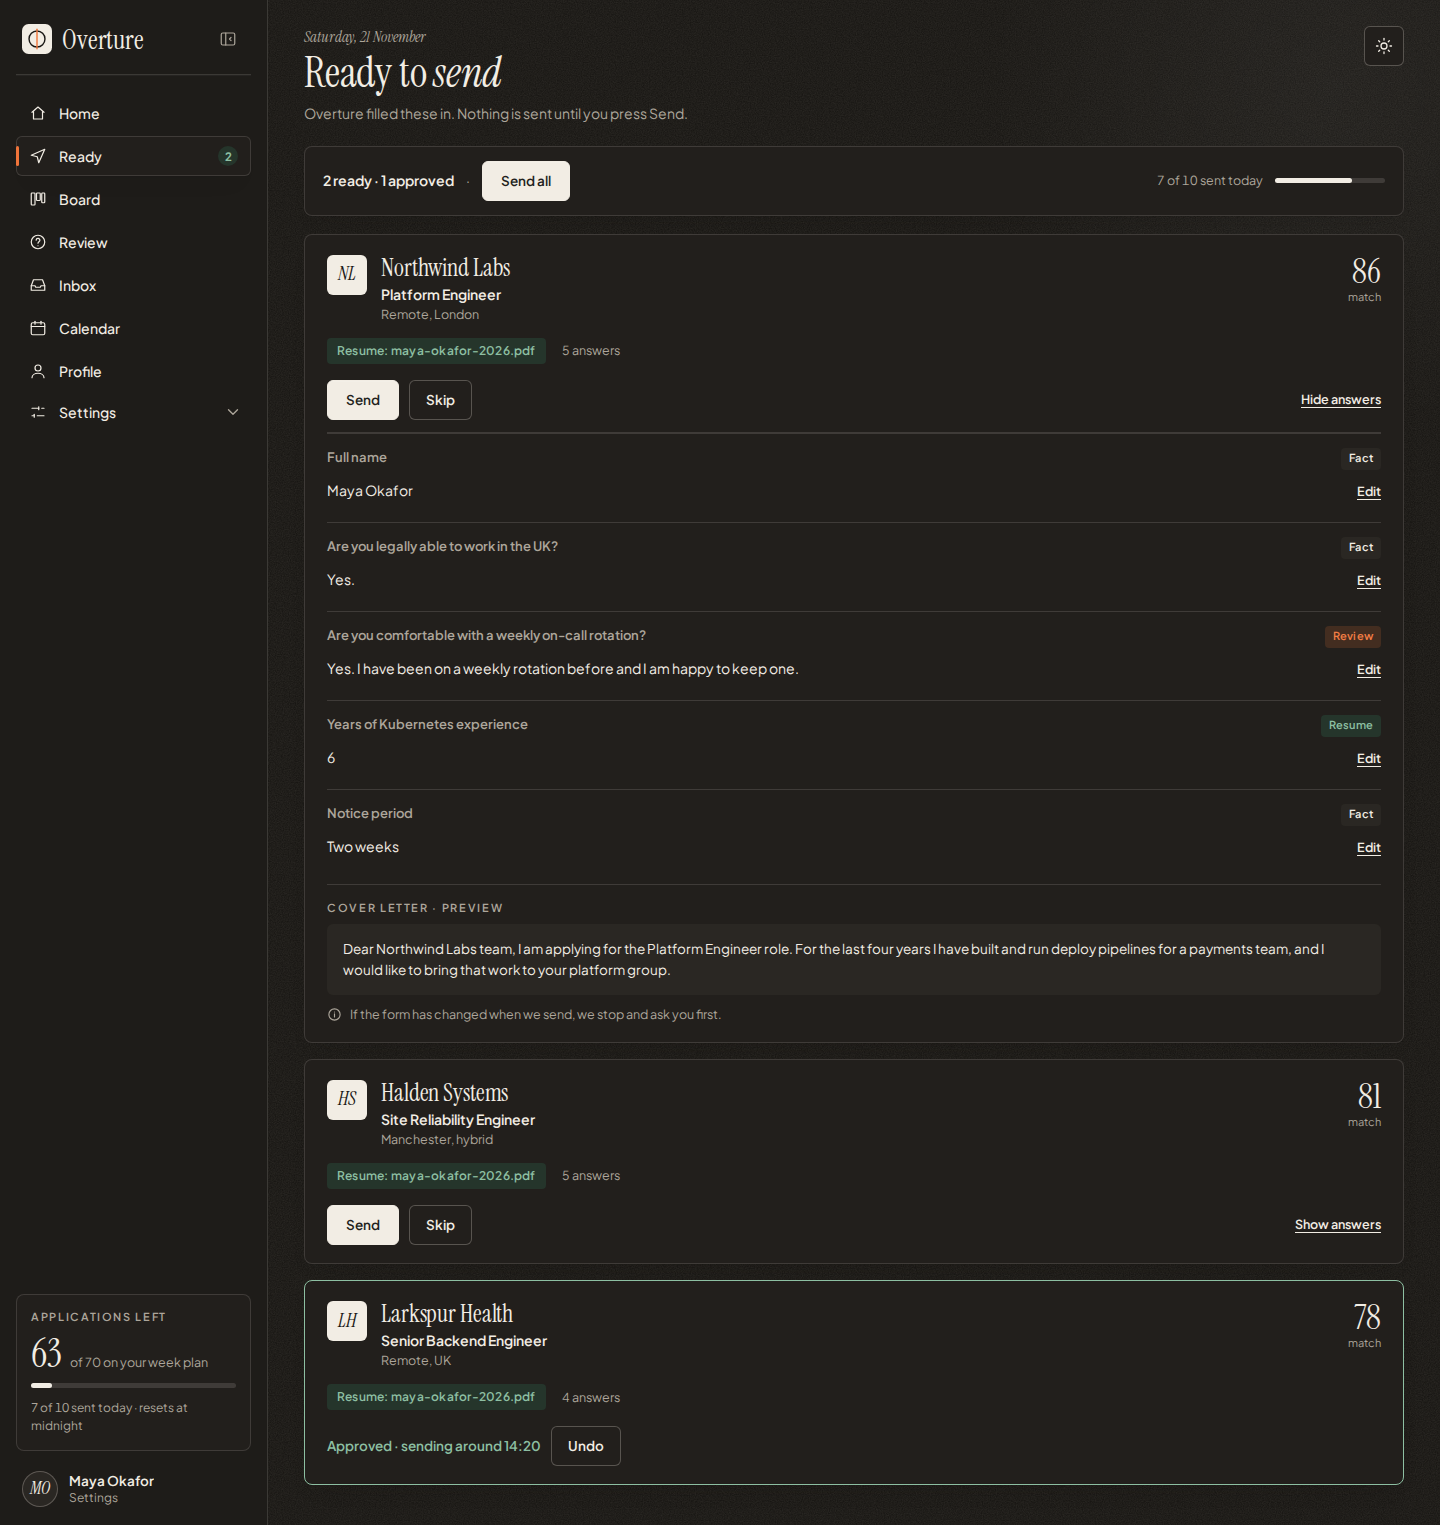 Overture
Home
Ready
2
Board
Review
Inbox
Calendar
Profile
Settings
APPLICATIONS LEFT
63 of 70 on your week plan
7 of 10 sent today · resets at
midnight
MO
Maya Okafor
Settings
Saturday, 21 November
Ready to send
Overture filled these in. Nothing is sent until you press Send.
2 ready · 1 approved · Send all
7 of 10 sent today
NL
Northwind Labs
Platform Engineer
Remote, London
86
match
Resume: maya-okafor-2026.pdf
5 answers
Send
Skip
Hide answers
Full name
Fact
Maya Okafor
Edit
Are you legally able to work in the UK?
Fact
Yes.
Edit
Are you comfortable with a weekly on-call rotation?
Review
Yes. I have been on a weekly rotation before and I am happy to keep one.
Edit
Years of Kubernetes experience
Resume
6
Edit
Notice period
Fact
Two weeks
Edit
COVER LETTER · PREVIEW
Dear Northwind Labs team, I am applying for the Platform Engineer role. For the last four years I have built and run deploy pipelines for a payments team, and I
would like to bring that work to your platform group.
If the form has changed when we send, we stop and ask you first.
HS
Halden Systems
Site Reliability Engineer
Manchester, hybrid
81
match
Resume: maya-okafor-2026.pdf
5 answers
Send
Skip
Show answers
LH
Larkspur Health
Senior Backend Engineer
Remote, UK
78
match
Resume: maya-okafor-2026.pdf
4 answers
Approved · sending around 14:20
Undo